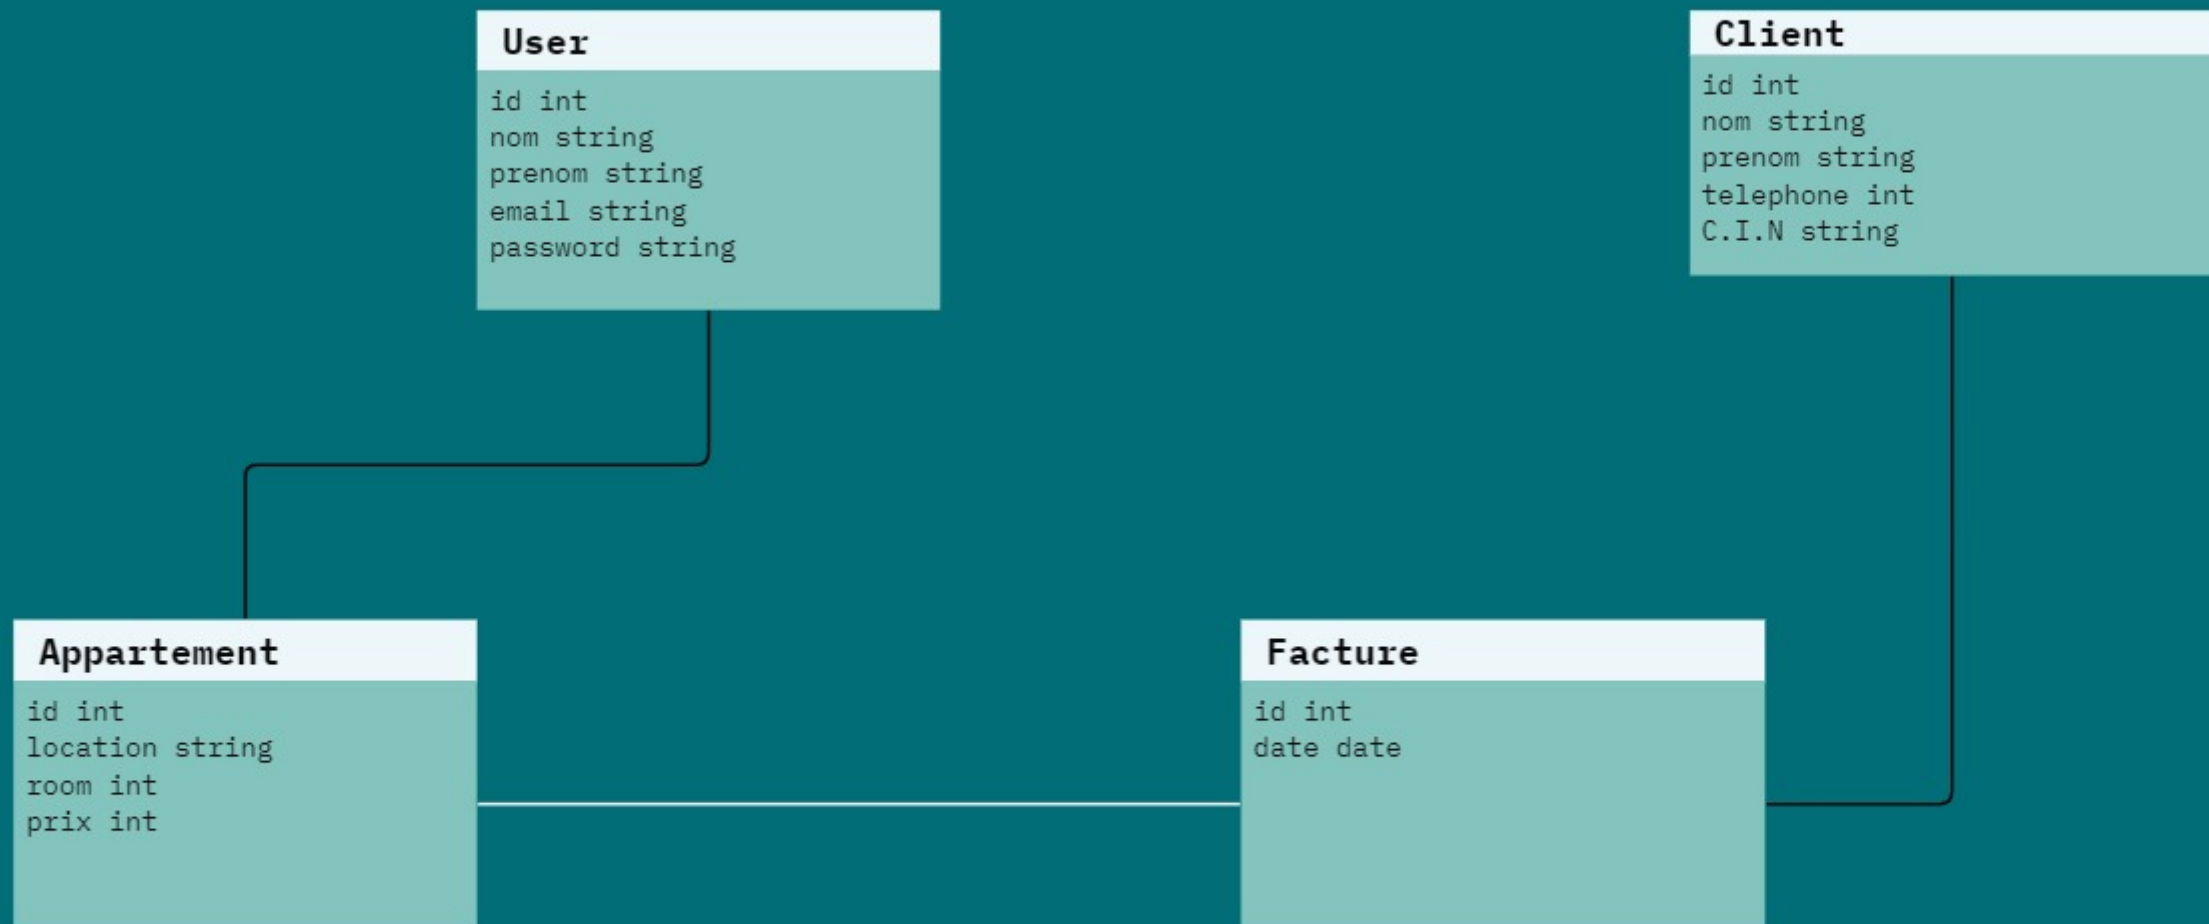 User
id int
nom string
prenom string
email string
password string
Client
id int
nom string
prenom string
telephone int
C.I.N string
Appartement
id int
location string
room int
prix int
Facture
id int
date date